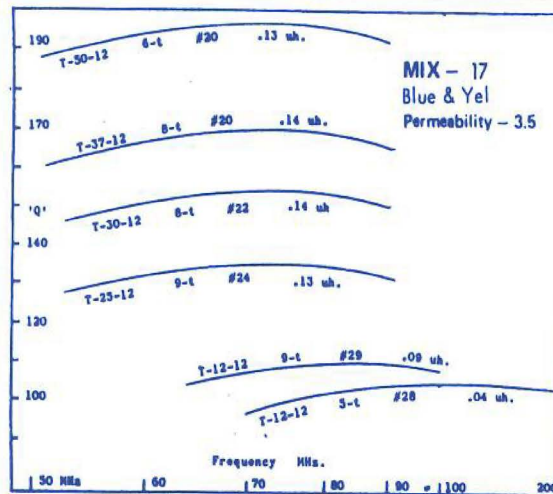 190
T-50-12 6-t #20 .13 uh.
MIX - 17
Blue & Yel
Permeability - 3.5
170
T-37-12 8-t #20 .14 uh.
'Q'
T-30-12 8-t #22 .14 uh
140
T-25-12 9-t #24 .13 uh.
120
T-12-12 9-t #29 .09 uh.
100
T-12-12 5-t #28 .04 uh.
Frequency MHs.
50 MHs 60 70 80 90 100 200